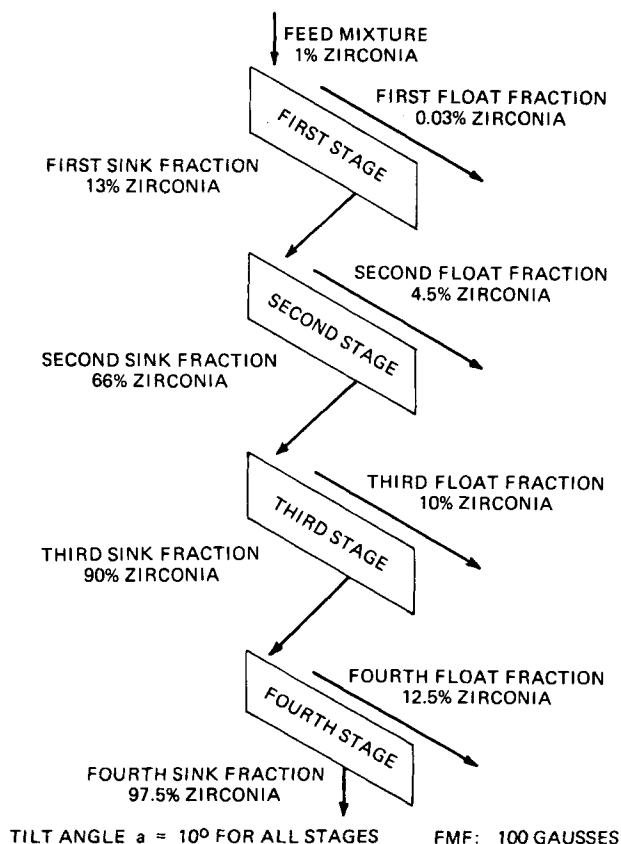 FEED MIXTURE
1% ZIRCONIA
FIRST FLOAT FRACTION
0.03% ZIRCONIA
FIRST STAGE
FIRST SINK FRACTION
13% ZIRCONIA
SECOND FLOAT FRACTION
4.5% ZIRCONIA
SECOND STAGE
SECOND SINK FRACTION
66% ZIRCONIA
THIRD FLOAT FRACTION
10% ZIRCONIA
THIRD STAGE
THIRD SINK FRACTION
90% ZIRCONIA
FOURTH FLOAT FRACTION
12.5% ZIRCONIA
FOURTH STAGE
FOURTH SINK FRACTION
97.5% ZIRCONIA
TILT ANGLE a = 10º FOR ALL STAGES FMF: 100 GAUSSES